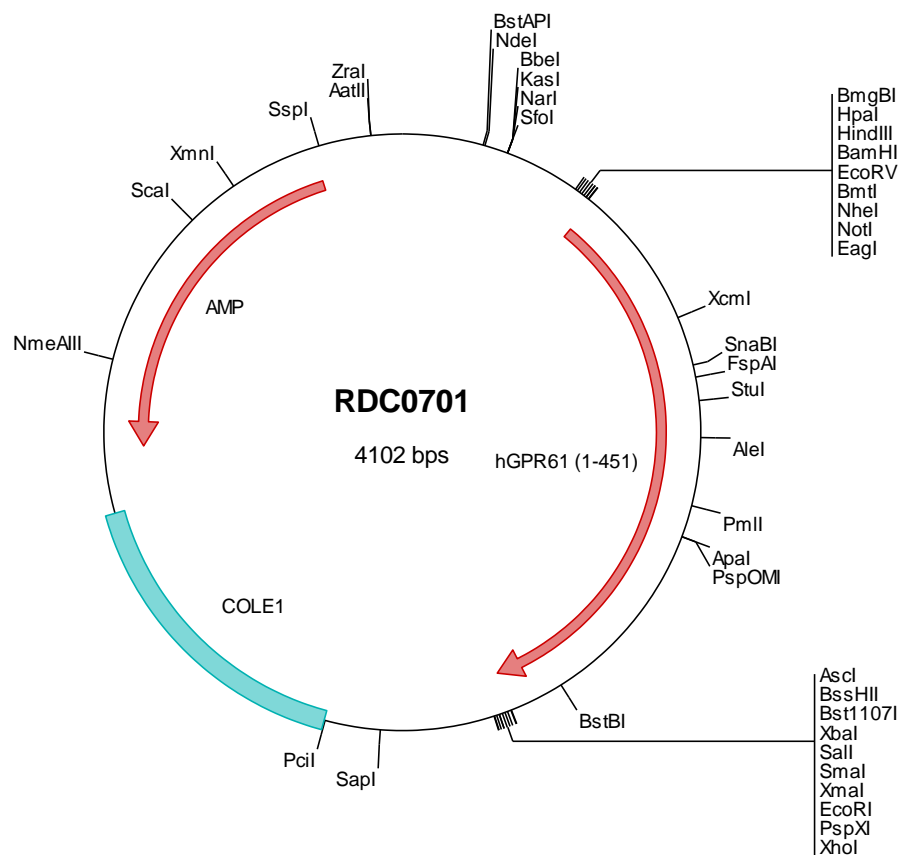 BstAPI
NdeI
BbeI
KasI
NarI
SfoI
ZraI
AatII
SspI
XmnI
ScaI
NmeAIII
BmgBI
HpaI
HindIII
BamHI
EcoRV
BmtI
NheI
NotI
EagI
XcmI
SnaBI
FspAI
StuI
AleI
PmlI
ApaI
PspOMI
AMP
RDC0701
4102 bps
hGPR61 (1-451)
COLE1
BstBI
PciI
SapI
AscI
BssHII
Bst1107I
XbaI
SalI
SmaI
XmaI
EcoRI
PspXI
XhoI